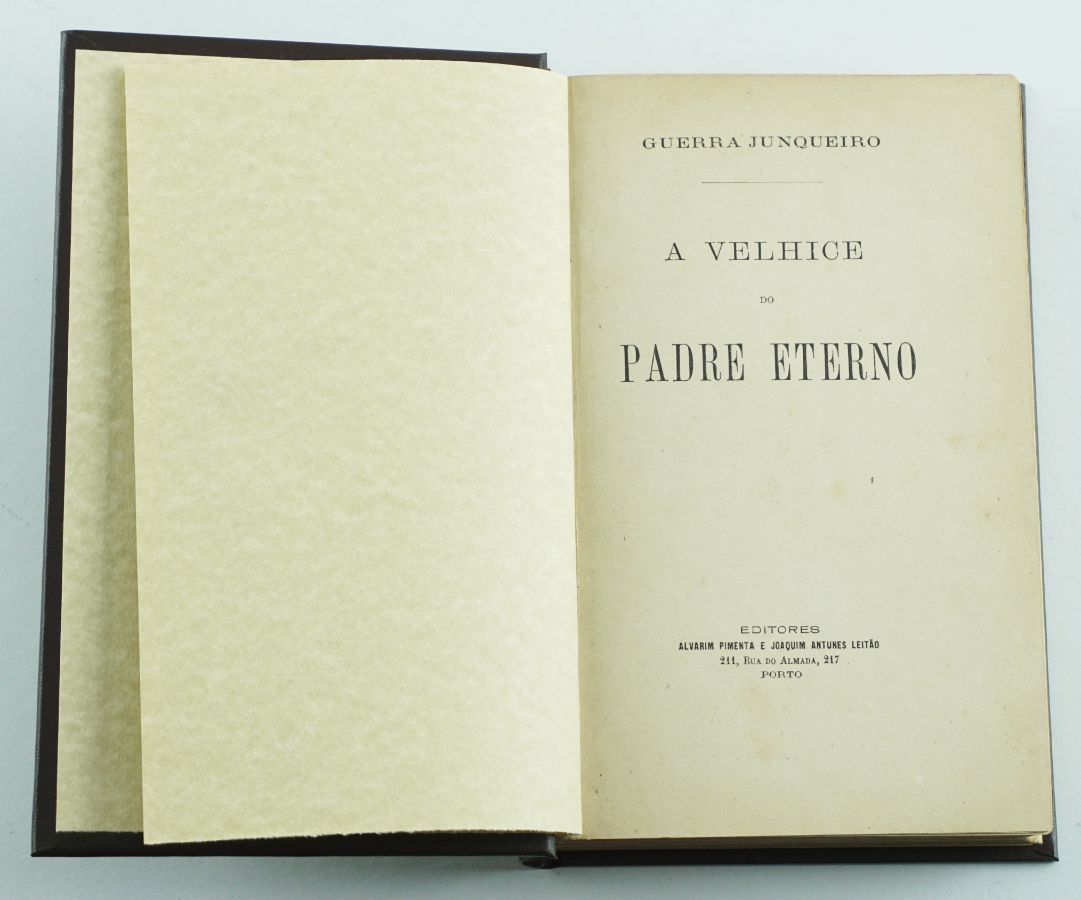 GUERRA JUNQUEIRO
A VELHICE
DO
PADRE ETERNO
EDITORES
ALVARIM PIMENTA E JOAQUIM ANTUNES LEITÃO
211, RUA DO ALMADA, 217
PORTO